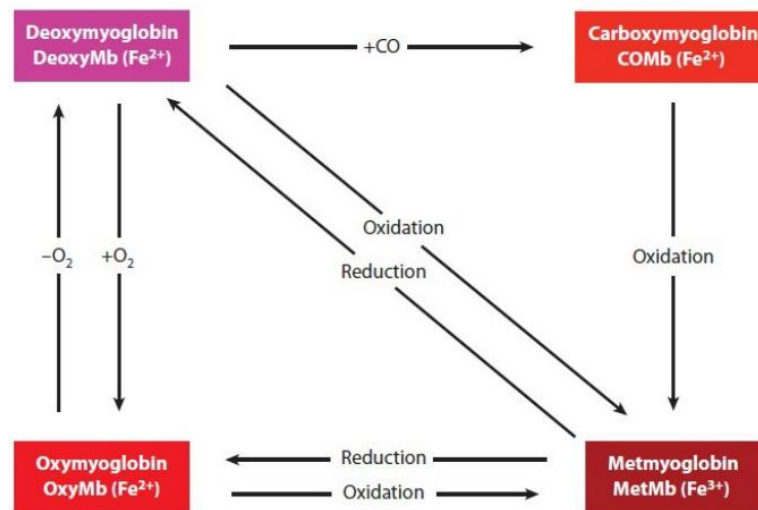 Deoxymyoglobin
DeoxyMb (Fe²⁺)
+CO
Carboxymyoglobin
COMb (Fe²⁺)
Oxidation
Reduction
−O₂
+O₂
Oxidation
Oxymyoglobin
OxyMb (Fe²⁺)
Reduction
Oxidation
Metmyoglobin
MetMb (Fe³⁺)